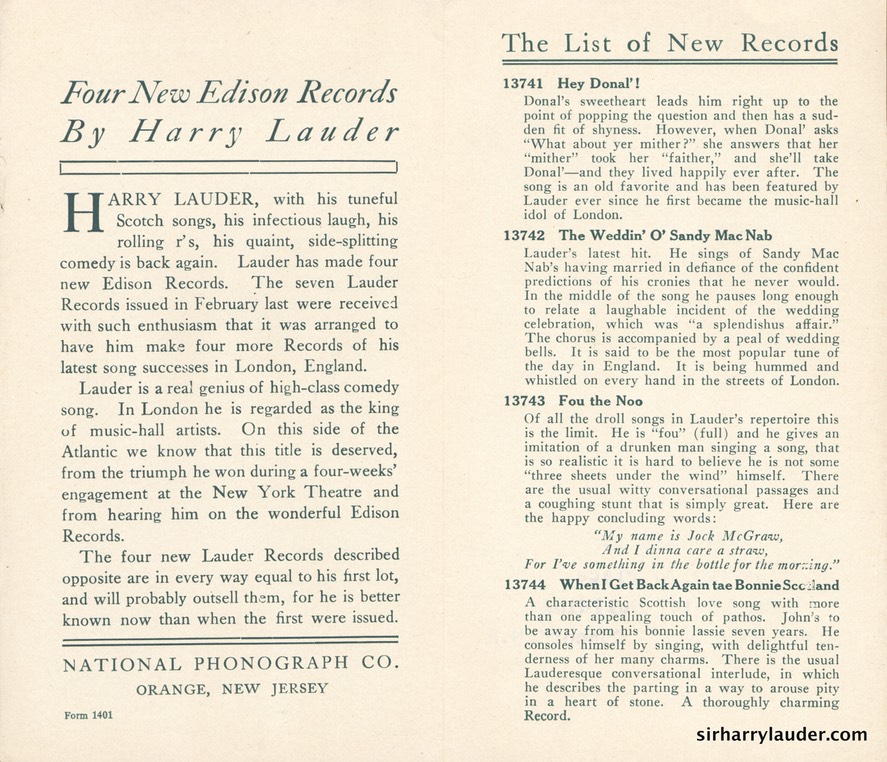 Four New Edison Records
By Harry Lauder
HARRY LAUDER, with his tuneful
Scotch songs, his infectious laugh, his
rolling r's, his quaint, side-splitting
comedy is back again. Lauder has made four
new Edison Records. The seven Lauder
Records issued in February last were received
with such enthusiasm that it was arranged to
have him make four more Records of his
latest song successes in London, England.
Lauder is a real genius of high-class comedy
song. In London he is regarded as the king
of music-hall artists. On this side of the
Atlantic we know that this title is deserved,
from the triumph he won during a four-weeks'
engagement at the New York Theatre and
from hearing him on the wonderful Edison
Records.
The four new Lauder Records described
opposite are in every way equal to his first lot,
and will probably outsell them, for he is better
known now than when the first were issued.
NATIONAL PHONOGRAPH CO.
ORANGE, NEW JERSEY
Form 1401
The List of New Records
13741 Hey Donal'!
Donal's sweetheart leads him right up to the
point of popping the question and then has a sud-
den fit of shyness. However, when Donal' asks
"What about yer mither?" she answers that her
"mither" took her "faither," and she'll take
Donal'—and they lived happily ever after. The
song is an old favorite and has been featured by
Lauder ever since he first became the music-hall
idol of London.
13742 The Weddin' O' Sandy Mac Nab
Lauder's latest hit. He sings of Sandy Mac
Nab's having married in defiance of the confident
predictions of his cronies that he never would.
In the middle of the song he pauses long enough
to relate a laughable incident of the wedding
celebration, which was "a splendishus affair."
The chorus is accompanied by a peal of wedding
bells. It is said to be the most popular tune of
the day in England. It is being hummed and
whistled on every hand in the streets of London.
13743 Fou the Noo
Of all the droll songs in Lauder's repertoire this
is the limit. He is "fou" (full) and he gives an
imitation of a drunken man singing a song, that
is so realistic it is hard to believe he is not some
"three sheets under the wind" himself. There
are the usual witty conversational passages and
a coughing stunt that is simply great. Here are
the happy concluding words:
"My name is Jock McGraw,
And I dinna care a straw,
For I've something in the bottle for the morning."
13744 When I Get Back Again tae Bonnie Scotland
A characteristic Scottish love song with more
than one appealing touch of pathos. John's to
be away from his bonnie lassie seven years. He
consoles himself by singing, with delightful ten-
derness of her many charms. There is the usual
Lauderesque conversational interlude, in which
he describes the parting in a way to arouse pity
in a heart of stone. A thoroughly charming
Record.
sirharrylauder.com